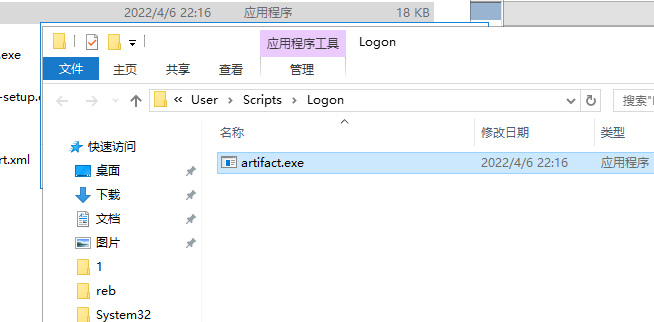 2022/4/6 22:16 应用程序 18 KB
.exe
-setup.e
rt.xml
应用程序工具 Logon
文件 主页 共享 查看 管理
« User › Scripts › Logon 搜索"l
名称 修改日期 类型
artifact.exe 2022/4/6 22:16 应用程序
快速访问
桌面
下载
文档
图片
1
reb
System32